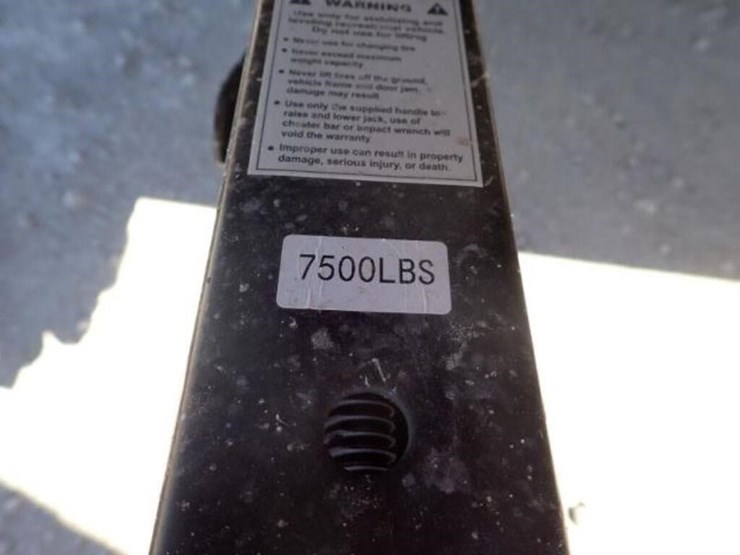 WARNING
Use only for stabilizing and
leveling recreational vehicle.
Do not use for lifting
• Never use for changing tire
• Never exceed maximum
weight capacity
• Never lift tires off the ground,
vehicle frame and door jam,
damage may result
• Use only the supplied handle to
raise and lower jack, use of
cheater bar or impact wrench will
void the warranty
• Improper use can result in property
damage, serious injury, or death.
7500LBS